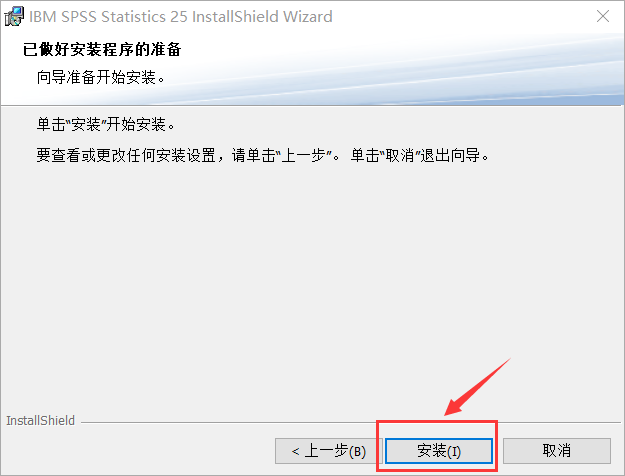 IBM SPSS Statistics 25 InstallShield Wizard
已做好安装程序的准备
向导准备开始安装。
单击“安装”开始安装。
要查看或更改任何安装设置，请单击“上一步”。 单击“取消”退出向导。
InstallShield
< 上一步(B)
安装(I)
取消